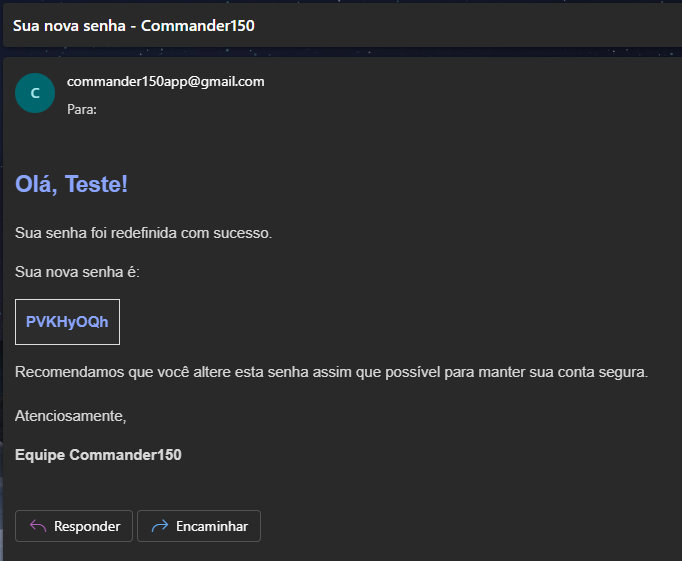 Sua nova senha - Commander150
C
commander150app@gmail.com
Para:
Olá, Teste!
Sua senha foi redefinida com sucesso.
Sua nova senha é:
PVKHyOQh
Recomendamos que você altere esta senha assim que possível para manter sua conta segura.
Atenciosamente,
Equipe Commander150
Responder Encaminhar